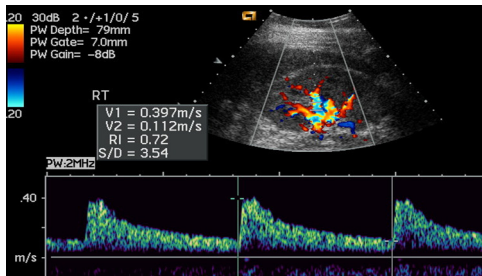 .20 30dB 2 •/+1/0/ 5
PW Depth= 79mm
PW Gate= 7.0mm
PW Gain= -8dB
.20
RT
V1 = 0.397m/s
V2 = 0.112m/s
RI = 0.72
S/D = 3.54
PW:2MHz
.40
m/s